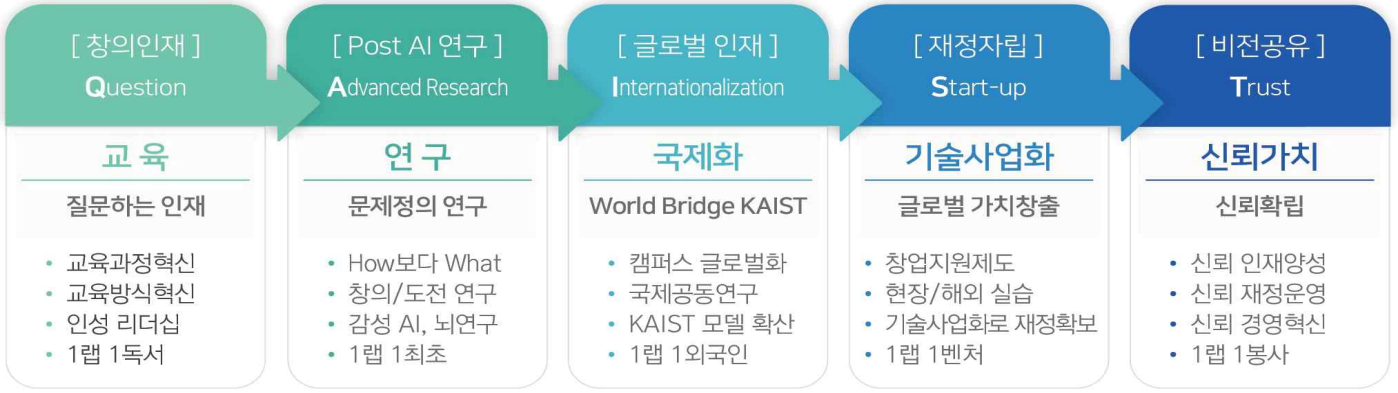 [ 창의인재 ]
Question
교 육
질문하는 인재
• 교육과정혁신
• 교육방식혁신
• 인성 리더십
• 1랩 1독서
[ Post AI 연구 ]
Advanced Research
연 구
문제정의 연구
• How보다 What
• 창의/도전 연구
• 감성 AI, 뇌연구
• 1랩 1최초
[ 글로벌 인재 ]
Internationalization
국제화
World Bridge KAIST
• 캠퍼스 글로벌화
• 국제공동연구
• KAIST 모델 확산
• 1랩 1외국인
[ 재정자립 ]
Start-up
기술사업화
글로벌 가치창출
• 창업지원제도
• 현장/해외 실습
• 기술사업화로 재정확보
• 1랩 1벤처
[ 비전공유 ]
Trust
신뢰가치
신뢰확립
• 신뢰 인재양성
• 신뢰 재정운영
• 신뢰 경영혁신
• 1랩 1봉사